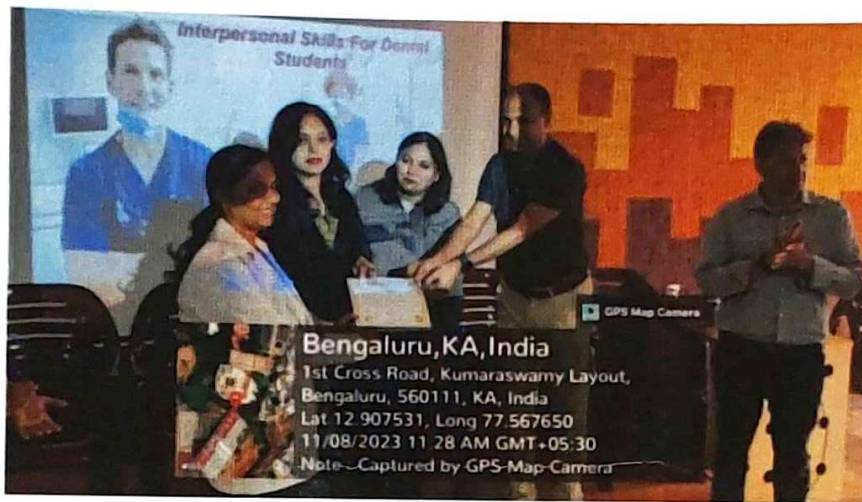 Interpersonal Skills For Dental
Students
GPS Map Camera
Bengaluru,KA,India
1st Cross Road, Kumaraswamy Layout,
Bengaluru, 560111, KA, India
Lat 12.907531, Long 77.567650
11/08/2023 11 28 AM GMT+05:30
Note Captured by GPS Map Camera